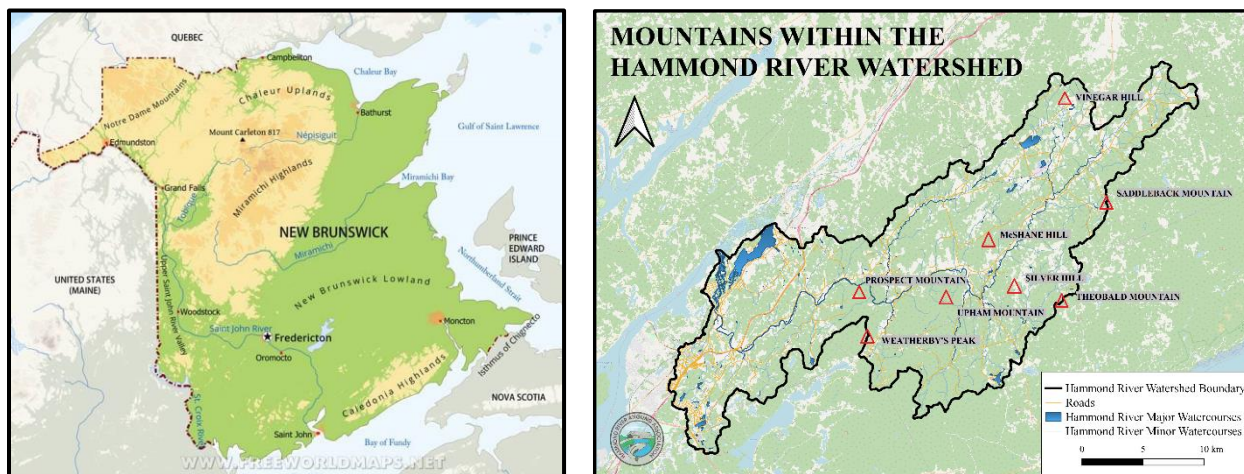 QUEBEC
Campbellton
Chaleur Bay
Notre Dame Mountains
Chaleur Uplands
Bathurst
Mount Carleton 817
Népisiguit
Gulf of Saint Lawrence
Edmundston
Miramichi Highlands
Miramichi Bay
Grand Falls
Tobique
NEW BRUNSWICK
PRINCE
EDWARD
ISLAND
Miramichi
Northumberland Strait
UNITED STATES
(MAINE)
Upper Saint John River Valley
New Brunswick Lowland
Woodstock
Saint John River
Fredericton
Moncton
Oromocto
Isthmus of Chignecto
Caledonia Highlands
NOVA SCOTIA
St. Croix River
Saint John
Bay of Fundy
WWW.FREEWORLDMAPS.NET
MOUNTAINS WITHIN THE
HAMMOND RIVER WATERSHED
VINEGAR HILL
SADDLEBACK MOUNTAIN
McSHANE HILL
PROSPECT MOUNTAIN
SILVER HILL
THEOBALD MOUNTAIN
UPHAM MOUNTAIN
WEATHERBY'S PEAK
Hammond River Watershed Boundary
Roads
Hammond River Major Watercourses
Hammond River Minor Watercourses
0 5 10 km
HAMMOND RIVER ANGLING ASSOCIATION